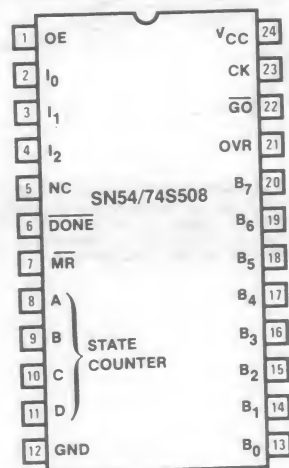 1 OE VCC 24
2 I0 CK 23
3 I1 GO 22
4 I2 OVR 21
5 NC B7 20
SN54/74S508
6 DONE B6 19
7 MR B5 18
8 A B4 17
9 B B3 16
STATE
COUNTER
10 C B2 15
11 D B1 14
12 GND B0 13